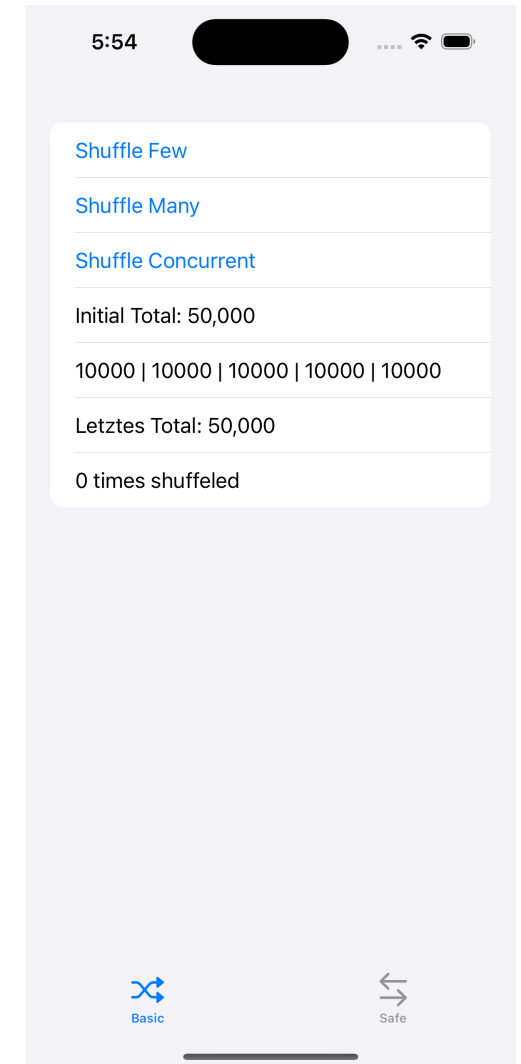 5:54
Shuffle Few
Shuffle Many
Shuffle Concurrent
Initial Total: 50,000
10000 | 10000 | 10000 | 10000 | 10000
Letztes Total: 50,000
0 times shuffeled
Basic
Safe